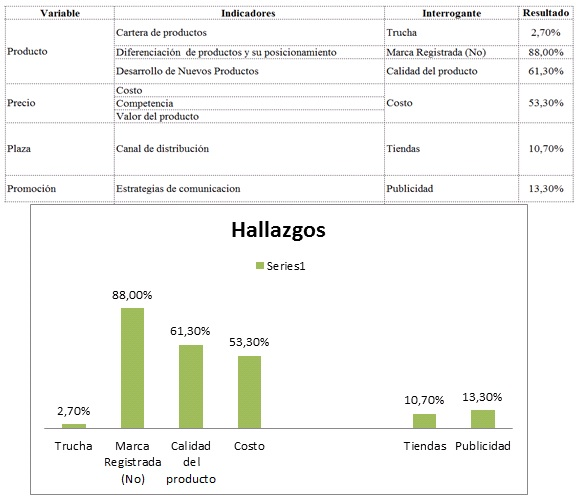 Variable Indicadores Interrogante Resultado
Producto Cartera de productos Trucha 2,70%
Diferenciación de productos y su posicionamiento Marca Registrada (No) 88,00%
Desarrollo de Nuevos Productos Calidad del producto 61,30%
Precio Costo Costo 53,30%
Competencia
Valor del producto
Plaza Canal de distribución Tiendas 10,70%
Promoción Estrategias de comunicacion Publicidad 13,30%
Hallazgos
Series1
88,00%
61,30%
53,30%
2,70%
10,70%
13,30%
Trucha Marca Calidad Costo Tiendas Publicidad
Registrada del
(No) producto